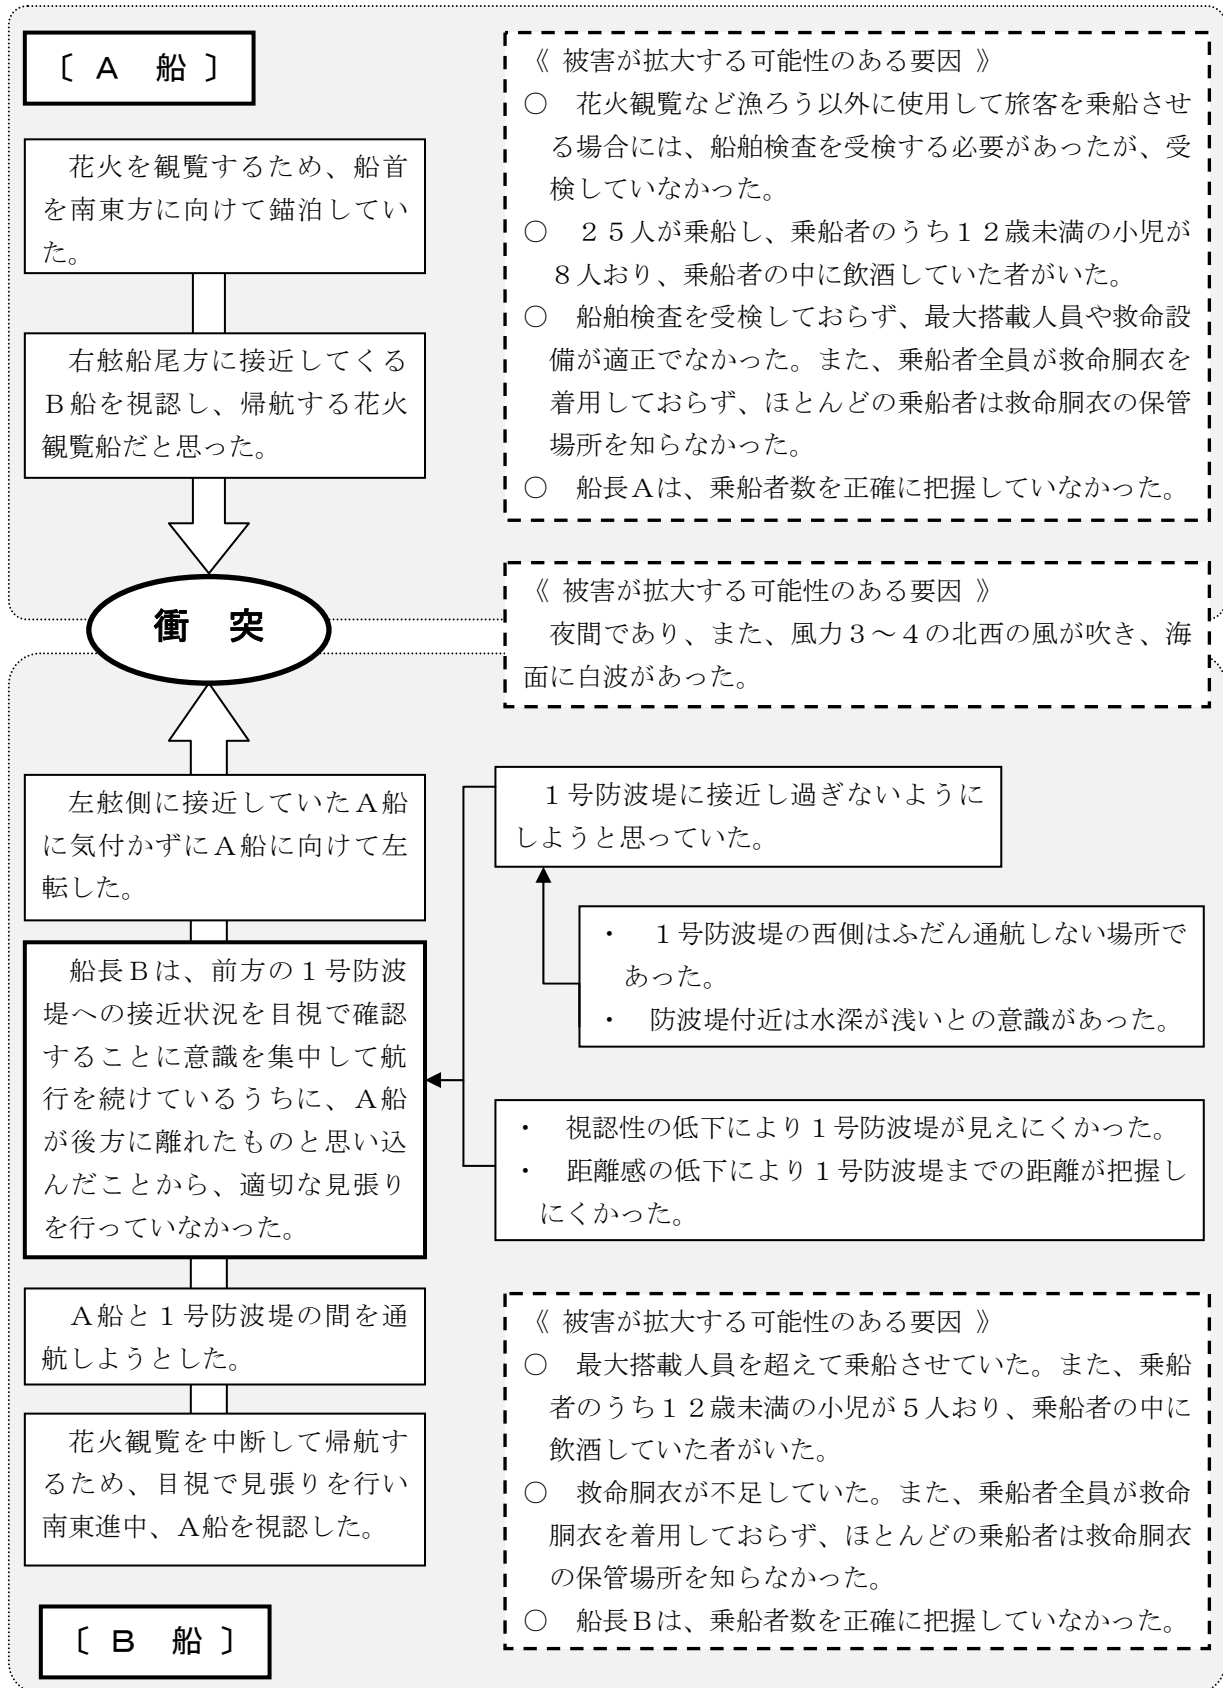 〔 Ａ　船 〕
花火を観覧するため、船首
を南東方に向けて錨泊してい
た。
右舷船尾方に接近してくる
Ｂ船を視認し、帰航する花火
観覧船だと思った。
《 被害が拡大する可能性のある要因 》
○　花火観覧など漁ろう以外に使用して旅客を乗船させ
る場合には、船舶検査を受検する必要があったが、受
検していなかった。
○　２５人が乗船し、乗船者のうち１２歳未満の小児が
８人おり、乗船者の中に飲酒していた者がいた。
○　船舶検査を受検しておらず、最大搭載人員や救命設
備が適正でなかった。また、乗船者全員が救命胴衣を
着用しておらず、ほとんどの乗船者は救命胴衣の保管
場所を知らなかった。
○　船長Ａは、乗船者数を正確に把握していなかった。
衝　突
《 被害が拡大する可能性のある要因 》
夜間であり、また、風力３～４の北西の風が吹き、海
面に白波があった。
左舷側に接近していたＡ船
に気付かずにＡ船に向けて左
転した。
１号防波堤に接近し過ぎないように
しようと思っていた。
・　１号防波堤の西側はふだん通航しない場所で
あった。
・　防波堤付近は水深が浅いとの意識があった。
船長Ｂは、前方の１号防波
堤への接近状況を目視で確認
することに意識を集中して航
行を続けているうちに、Ａ船
が後方に離れたものと思い込
んだことから、適切な見張り
を行っていなかった。
・　視認性の低下により１号防波堤が見えにくかった。
・　距離感の低下により１号防波堤までの距離が把握し
にくかった。
Ａ船と１号防波堤の間を通
航しようとした。
花火観覧を中断して帰航す
るため、目視で見張りを行い
南東進中、Ａ船を視認した。
《 被害が拡大する可能性のある要因 》
○　最大搭載人員を超えて乗船させていた。また、乗船
者のうち１２歳未満の小児が５人おり、乗船者の中に
飲酒していた者がいた。
○　救命胴衣が不足していた。また、乗船者全員が救命
胴衣を着用しておらず、ほとんどの乗船者は救命胴衣
の保管場所を知らなかった。
○　船長Ｂは、乗船者数を正確に把握していなかった。
〔 Ｂ　船 〕